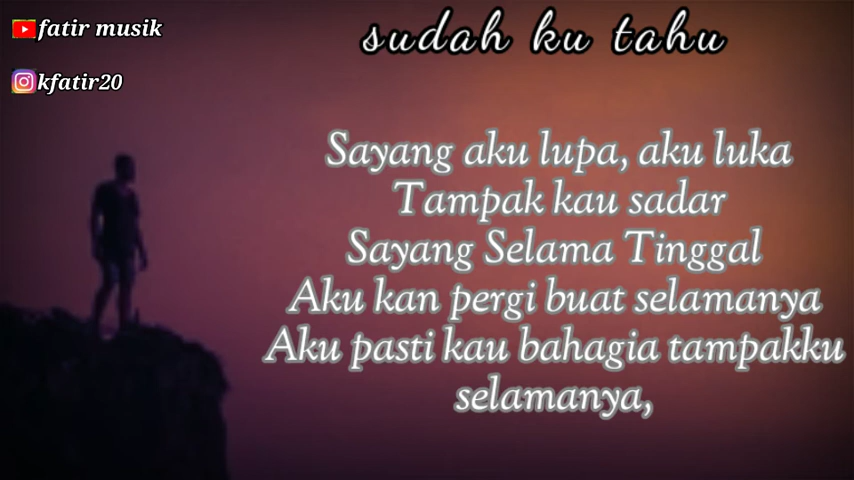 fatir musik
kfatir20
sudah ku tahu
Sayang aku lupa, aku luka
Tampak kau sadar
Sayang Selama Tinggal
Aku kan pergi buat selamanya
Aku pasti kau bahagia tampakku
selamanya,